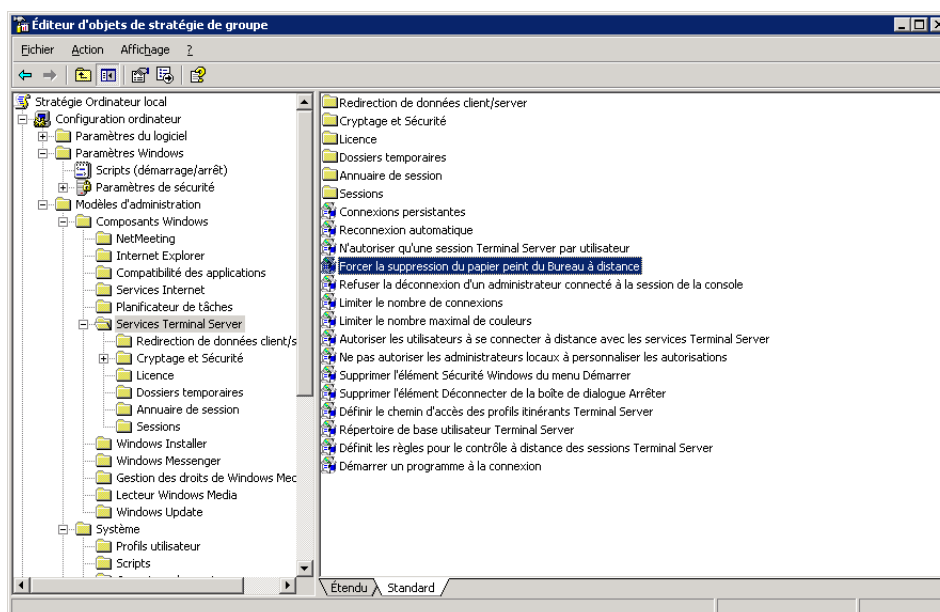 Éditeur d'objets de stratégie de groupe
Fichier Action Affichage ?
Stratégie Ordinateur local
Configuration ordinateur
Paramètres du logiciel
Paramètres Windows
Scripts (démarrage/arrêt)
Paramètres de sécurité
Modèles d'administration
Composants Windows
NetMeeting
Internet Explorer
Compatibilité des applications
Services Internet
Planificateur de tâches
Services Terminal Server
Redirection de données client/s
Cryptage et Sécurité
Licence
Dossiers temporaires
Annuaire de session
Sessions
Windows Installer
Windows Messenger
Gestion des droits de Windows Mec
Lecteur Windows Media
Windows Update
Système
Profils utilisateur
Scripts
Redirection de données client/server
Cryptage et Sécurité
Licence
Dossiers temporaires
Annuaire de session
Sessions
Connexions persistantes
Reconnexion automatique
N'autoriser qu'une session Terminal Server par utilisateur
Forcer la suppression du papier peint du Bureau à distance
Refuser la déconnexion d'un administrateur connecté à la session de la console
Limiter le nombre de connexions
Limiter le nombre maximal de couleurs
Autoriser les utilisateurs à se connecter à distance avec les services Terminal Server
Ne pas autoriser les administrateurs locaux à personnaliser les autorisations
Supprimer l'élément Sécurité Windows du menu Démarrer
Supprimer l'élément Déconnecter de la boîte de dialogue Arrêter
Définir le chemin d'accès des profils itinérants Terminal Server
Répertoire de base utilisateur Terminal Server
Définit les règles pour le contrôle à distance des sessions Terminal Server
Démarrer un programme à la connexion
Étendu Standard